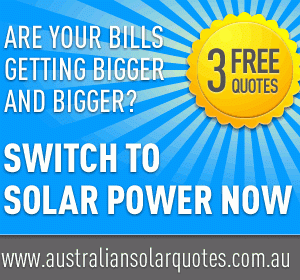 ARE YOUR BILLS
GETTING BIGGER
AND BIGGER?
3 FREE
QUOTES
SWITCH TO
SOLAR POWER NOW
www.australiansolarquotes.com.au